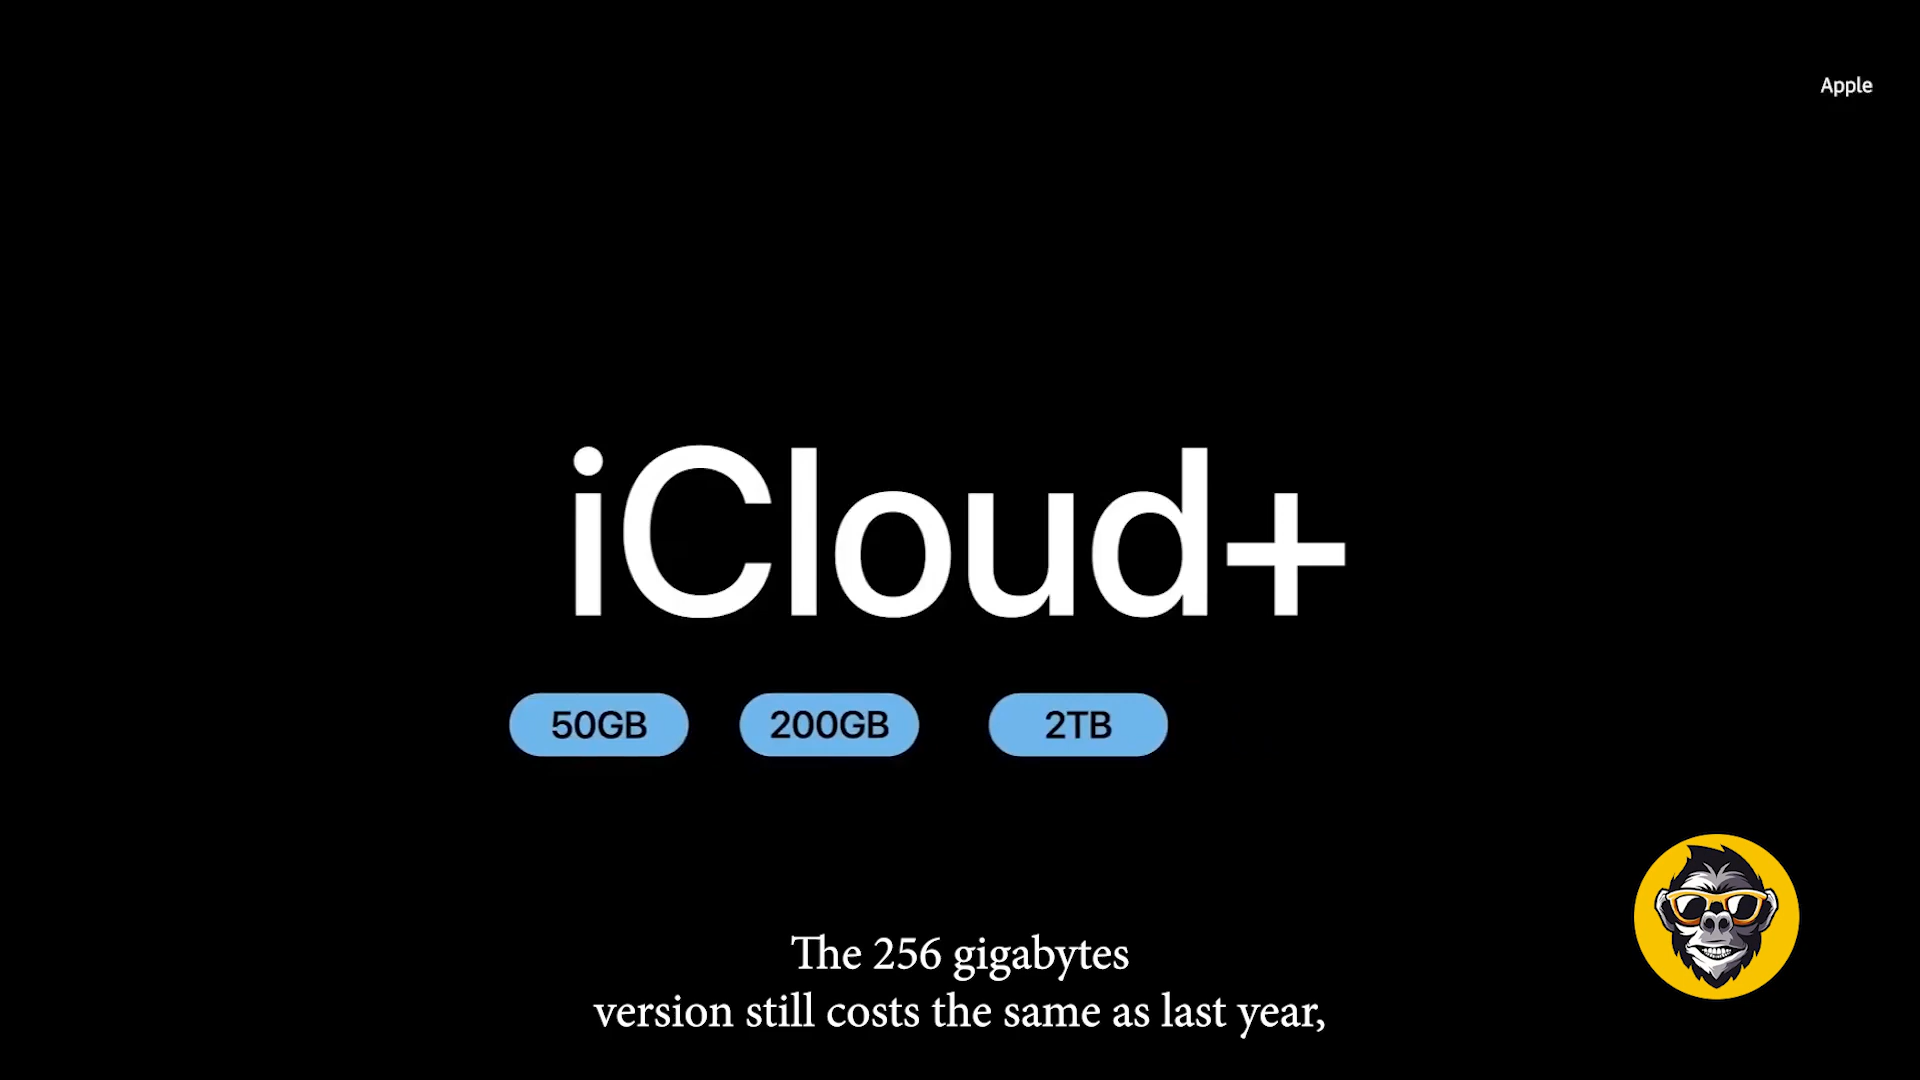 Apple
iCloud+
50GB 200GB 2TB
The 256 gigabytes
version still costs the same as last year,